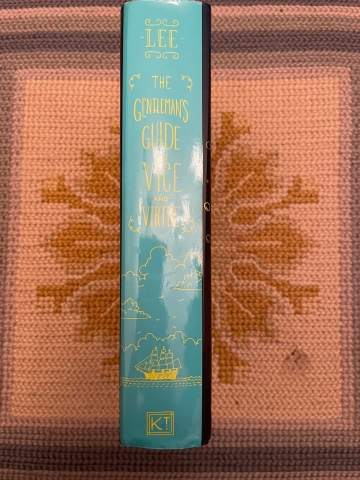 LEE
THE
GENTLEMAN'S
GUIDE
TO
VICE
AND
VIRTUE
KT